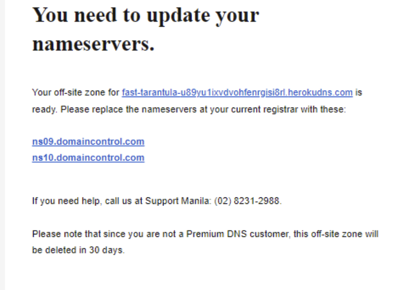 You need to update your
nameservers.
Your off-site zone for fast-tarantula-u89yu1ixvdvohfenrgisi8rl.herokudns.com is
ready. Please replace the nameservers at your current registrar with these:
ns09.domaincontrol.com
ns10.domaincontrol.com
If you need help, call us at Support Manila: (02) 8231-2988.
Please note that since you are not a Premium DNS customer, this off-site zone will
be deleted in 30 days.